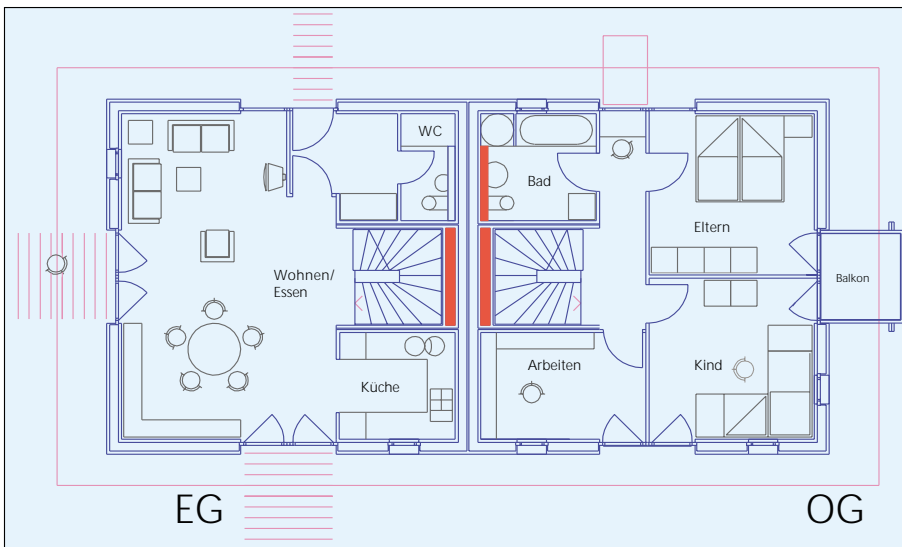 WC
Bad
Eltern
Wohnen/
Essen
Balkon
Küche
Arbeiten
Kind
EG
OG